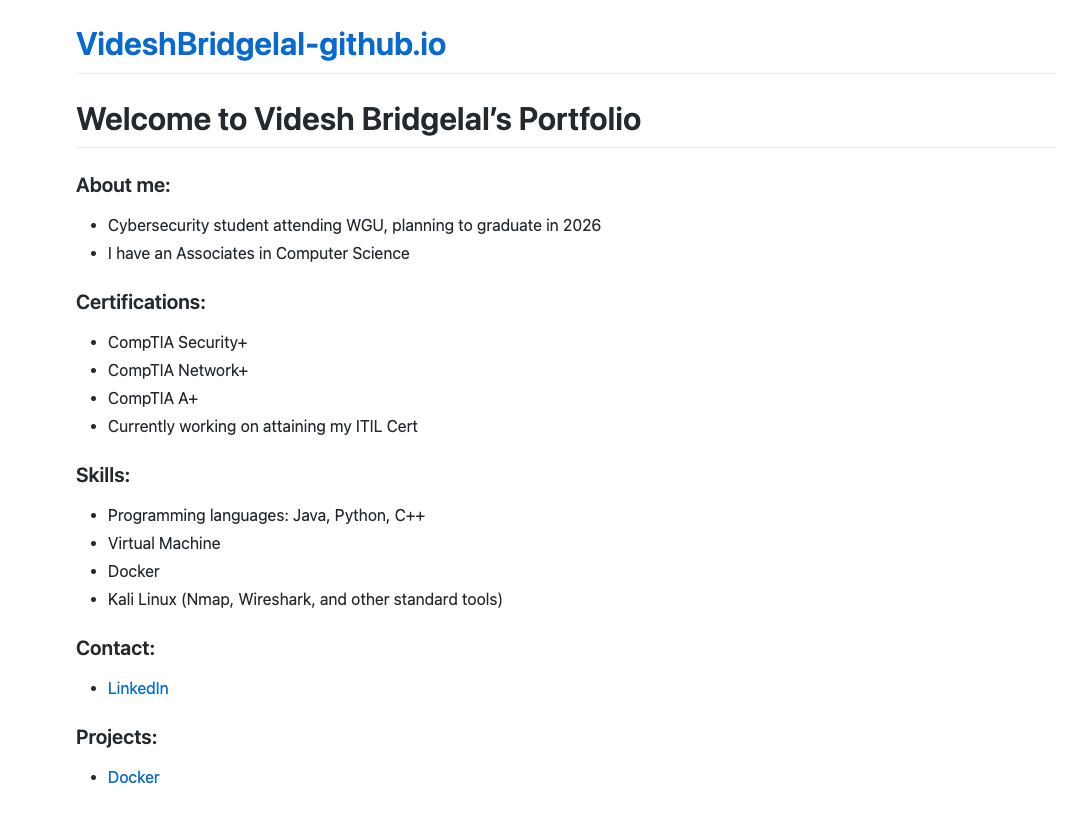 VideshBridgelal-github.io
Welcome to Videsh Bridgelal’s Portfolio
About me:
• Cybersecurity student attending WGU, planning to graduate in 2026
• I have an Associates in Computer Science
Certifications:
• CompTIA Security+
• CompTIA Network+
• CompTIA A+
• Currently working on attaining my ITIL Cert
Skills:
• Programming languages: Java, Python, C++
• Virtual Machine
• Docker
• Kali Linux (Nmap, Wireshark, and other standard tools)
Contact:
• LinkedIn
Projects:
• Docker